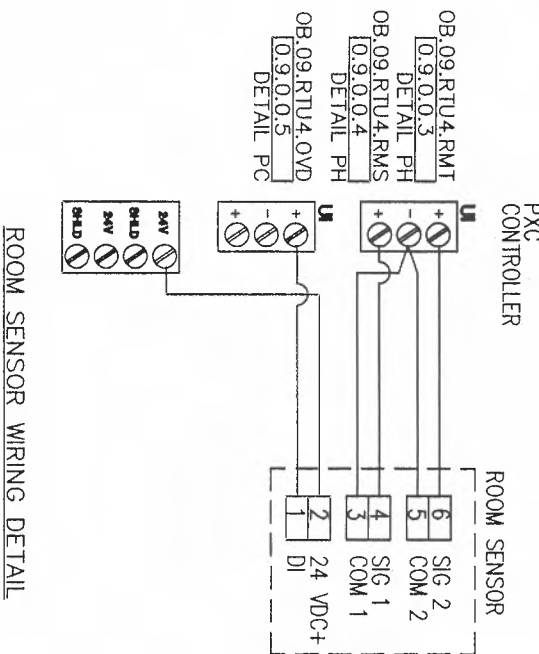 PXC
CONTROLLER
OB.09.RTU4.RMT
0.9.0.0.3
DETAIL PH
OB.09.RTU4.RMS
0.9.0.0.4
DETAIL PH
OB.09.RTU4.OVD
0.9.0.0.5
DETAIL PC
UI
+
-
+
UI
+
-
+
24V
SHLD
24V
SHLD
ROOM SENSOR
6 SIG 2
5 COM 2
4 SIG 1
3 COM 1
2 24 VDC+
1 DI
ROOM SENSOR WIRING DETAIL